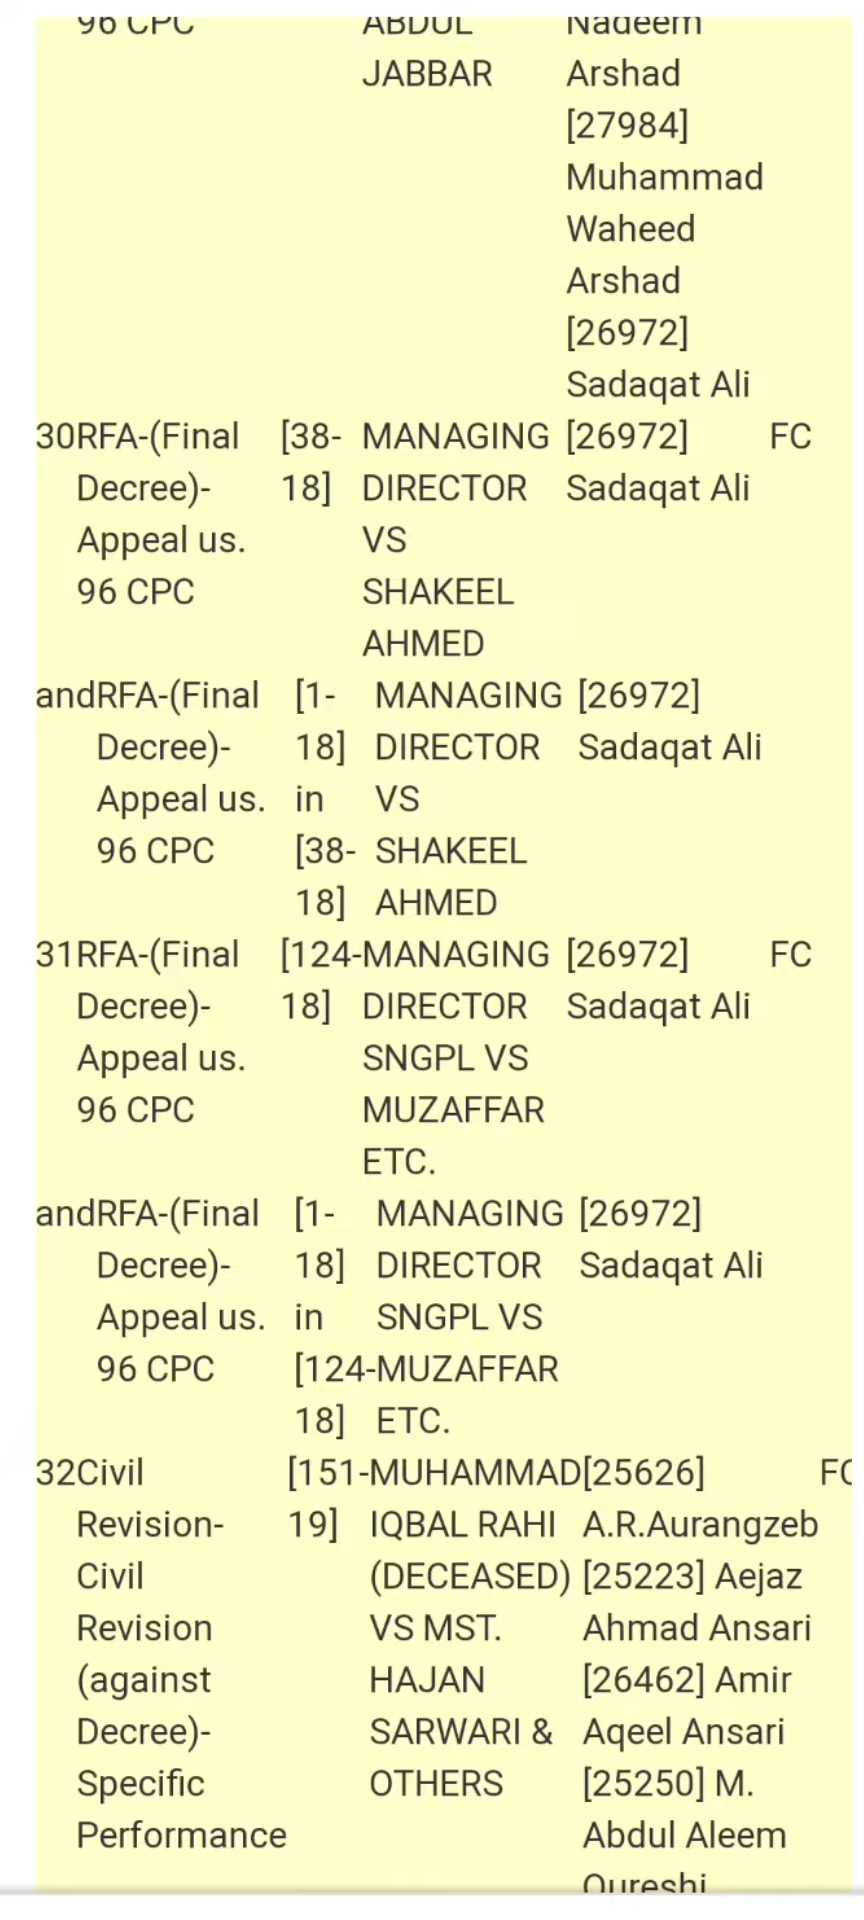 96 CPC ABDUL Nadeem
JABBAR Arshad
[27984]
Muhammad
Waheed
Arshad
[26972]
Sadaqat Ali
30RFA-(Final [38- MANAGING [26972] FC
Decree)- 18] DIRECTOR Sadaqat Ali
Appeal us. VS
96 CPC SHAKEEL
AHMED
andRFA-(Final [1- MANAGING [26972]
Decree)- 18] DIRECTOR Sadaqat Ali
Appeal us. in VS
96 CPC [38- SHAKEEL
18] AHMED
31RFA-(Final [124-MANAGING [26972] FC
Decree)- 18] DIRECTOR Sadaqat Ali
Appeal us. SNGPL VS
96 CPC MUZAFFAR
ETC.
andRFA-(Final [1- MANAGING [26972]
Decree)- 18] DIRECTOR Sadaqat Ali
Appeal us. in SNGPL VS
96 CPC [124-MUZAFFAR
18] ETC.
32Civil [151-MUHAMMAD[25626] FC
Revision- 19] IQBAL RAHI A.R.Aurangzeb
Civil (DECEASED) [25223] Aejaz
Revision VS MST. Ahmad Ansari
(against HAJAN [26462] Amir
Decree)- SARWARI & Aqeel Ansari
Specific OTHERS [25250] M.
Performance Abdul Aleem
Qureshi